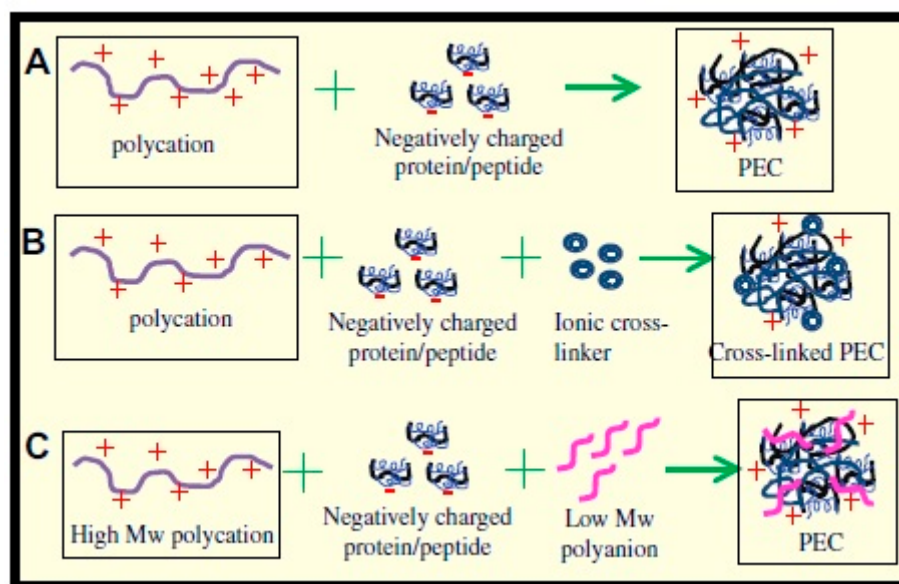 A
polycation
Negatively charged
protein/peptide
PEC
B
polycation
Negatively charged
protein/peptide
Ionic cross-
linker
Cross-linked PEC
C
High Mw polycation
Negatively charged
protein/peptide
Low Mw
polyanion
PEC